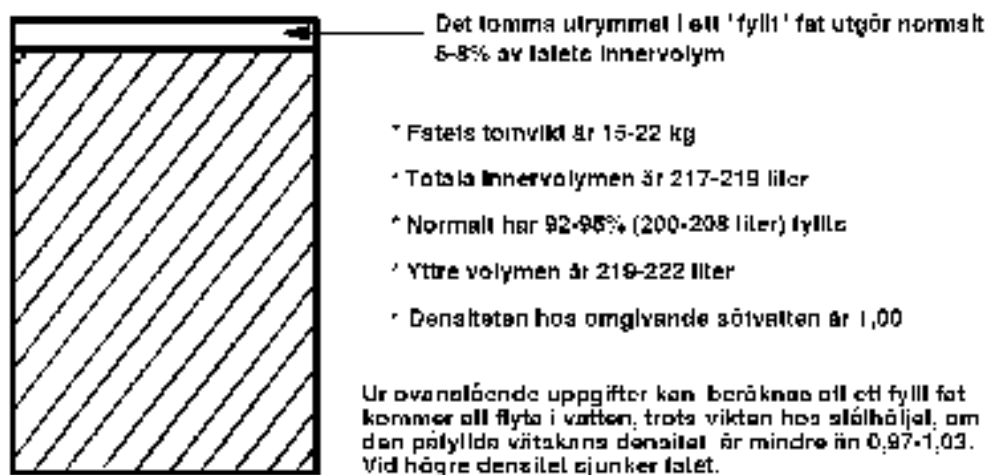 Det tomma utrymmet i ett 'fyllt' fat utgör normalt
5-8% av fatets innervolym
* Fatets tomvikt är 15-22 kg
* Totala innervolymen är 217-219 liter
* Normalt har 92-95% (200-208 liter) fyllts
* Yttre volymen är 219-222 liter
* Densiteten hos omgivande sötvatten är 1,00
Ur ovanstående uppgifter kan beräknas att ett fyllt fat
kommer att flyta i vatten, trots vikten hos stålhöljet, om
den påfyllda vätskans densitet är mindre än 0,97-1,03.
Vid högre densitet sjunker fatet.